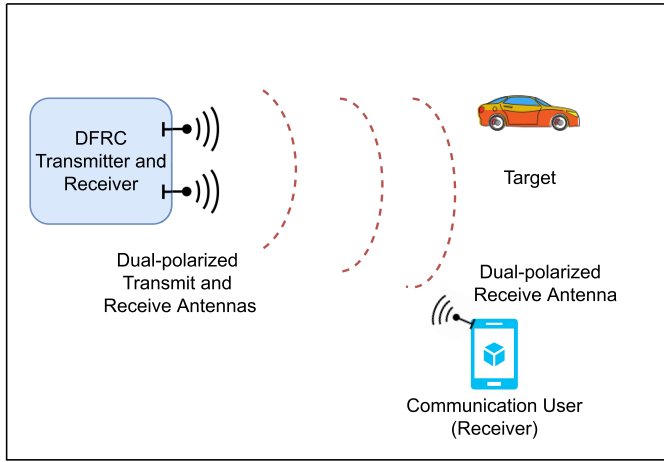 DFRC
Transmitter and
Receiver
Target
Dual-polarized
Transmit and
Receive Antennas
Dual-polarized
Receive Antenna
Communication User
(Receiver)